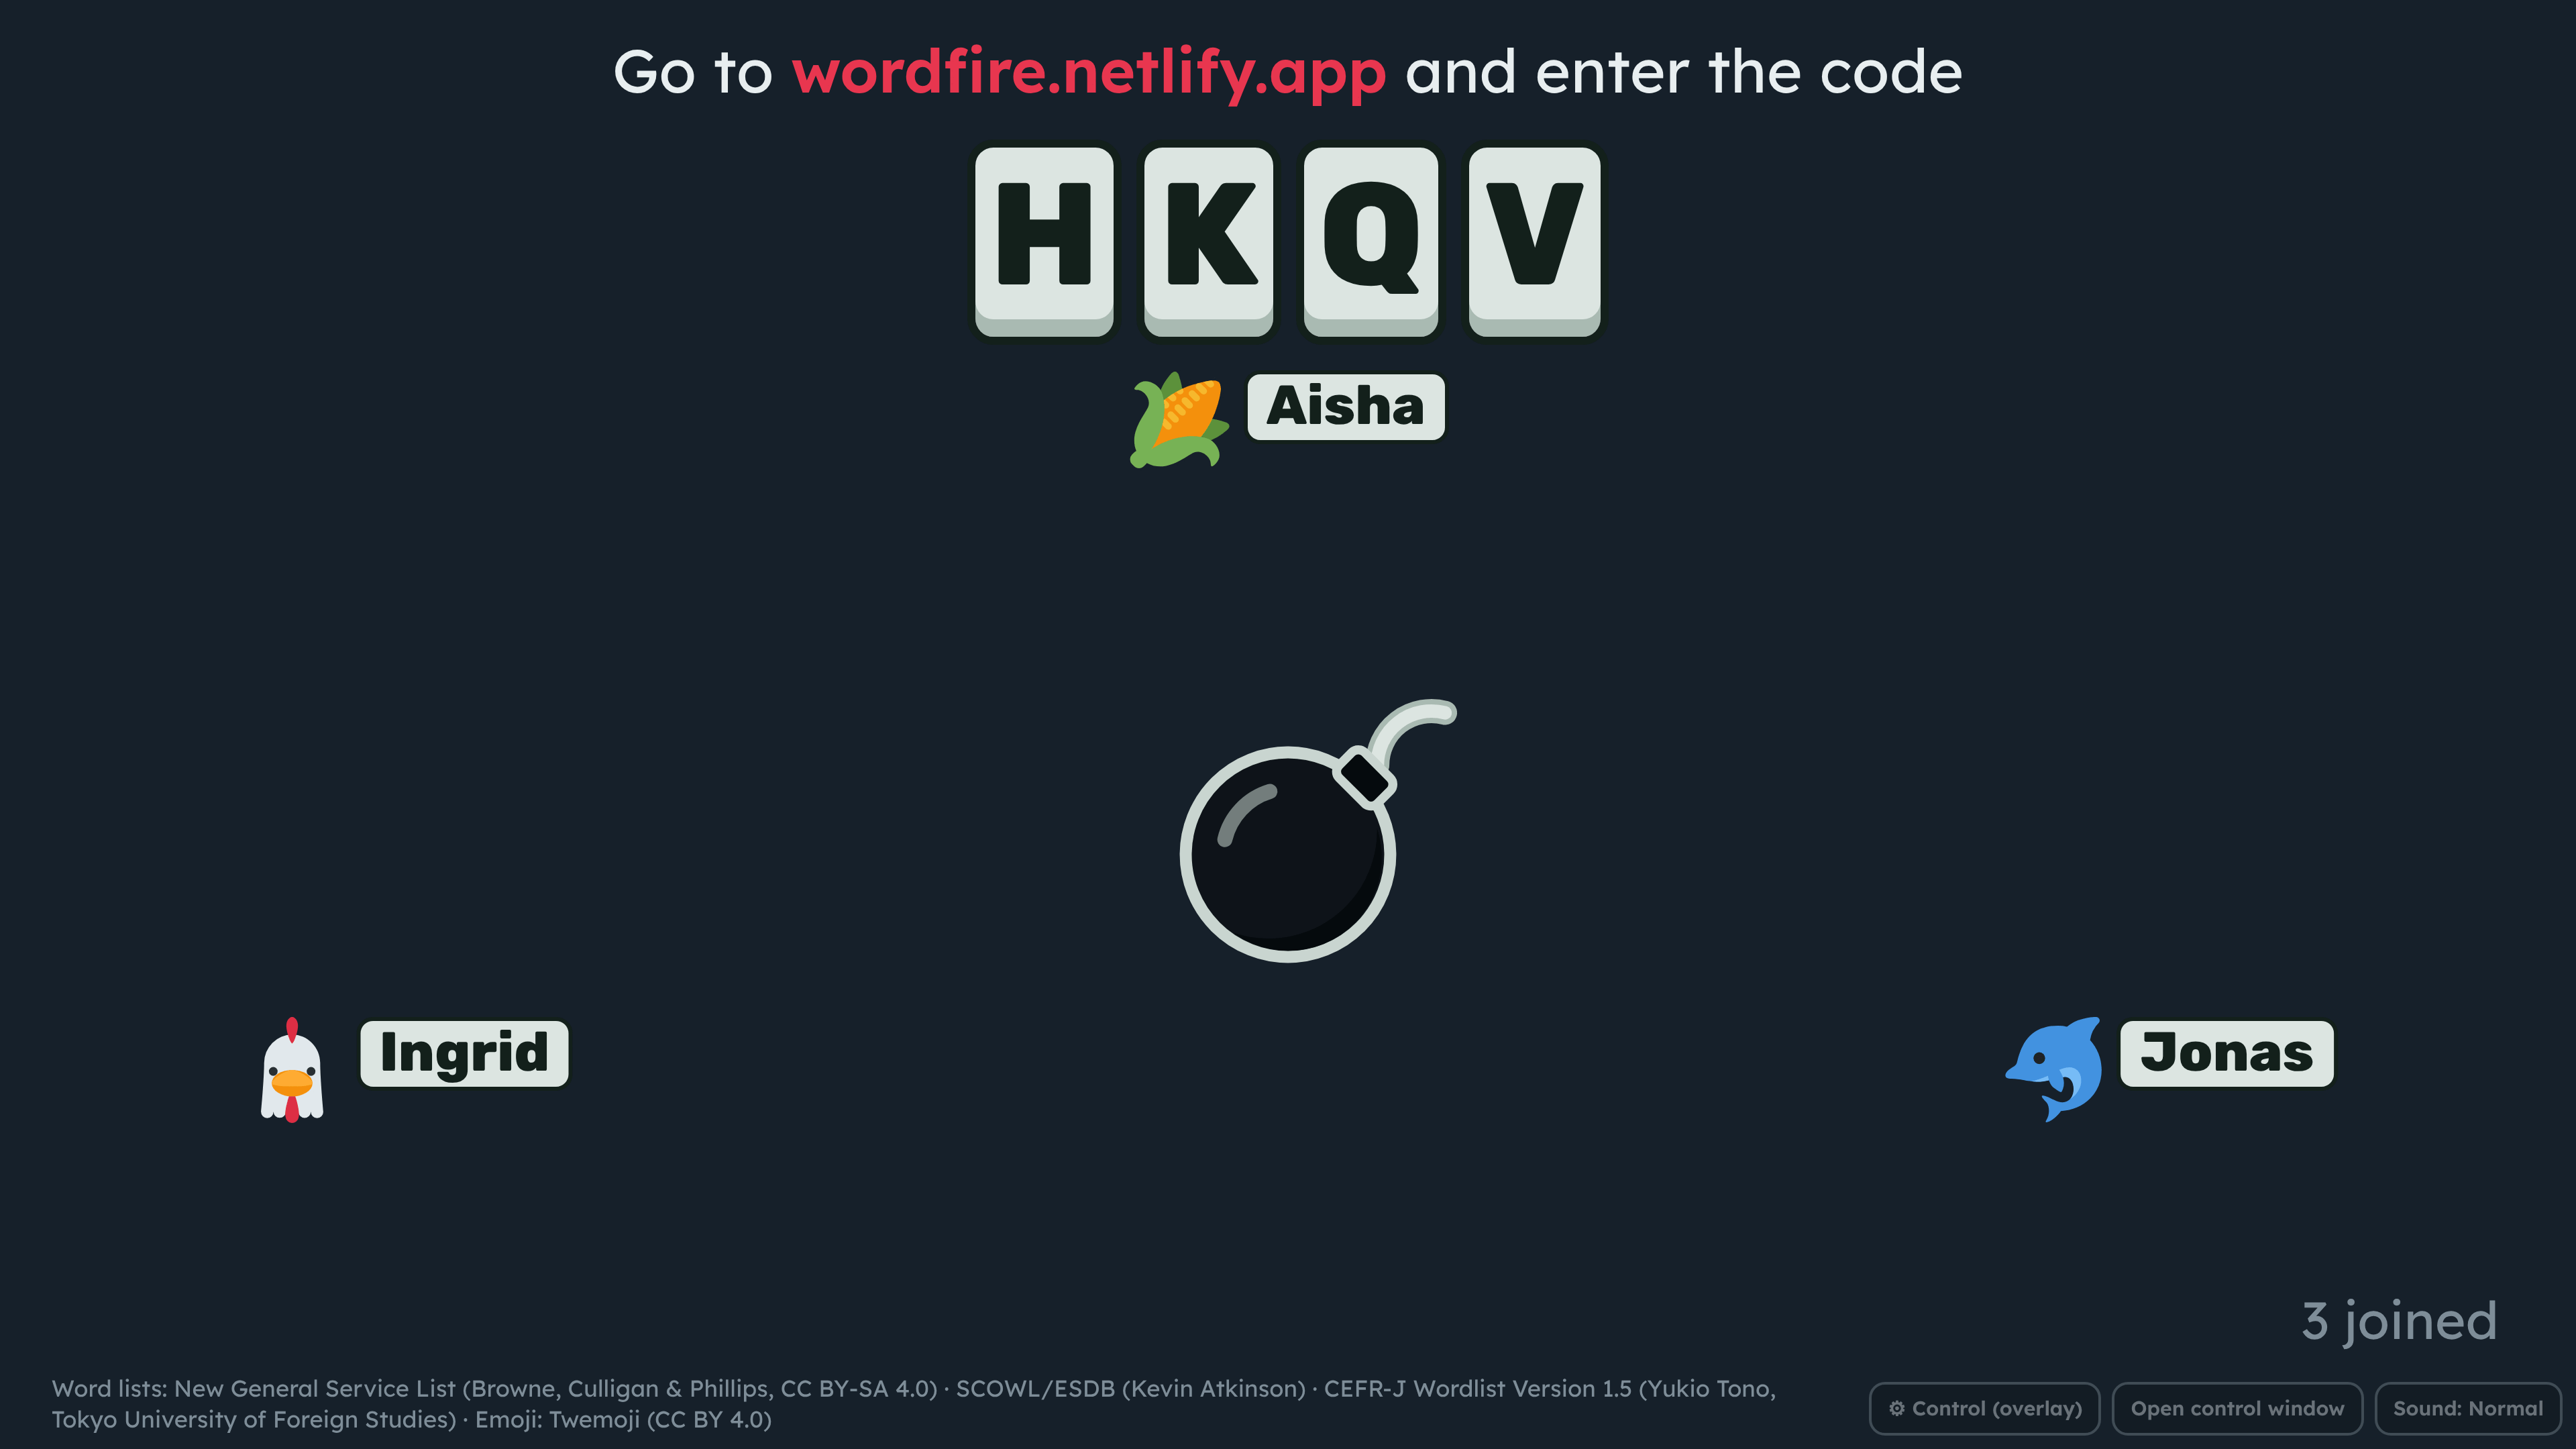 Go to wordfire.netlify.app and enter the code
HKQV
Aisha
Ingrid
Jonas
3 joined
Word lists: New General Service List (Browne, Culligan & Phillips, CC BY-SA 4.0) · SCOWL/ESDB (Kevin Atkinson) · CEFR-J Wordlist Version 1.5 (Yukio Tono,
Tokyo University of Foreign Studies) · Emoji: Twemoji (CC BY 4.0)
⚙ Control (overlay)
Open control window
Sound: Normal